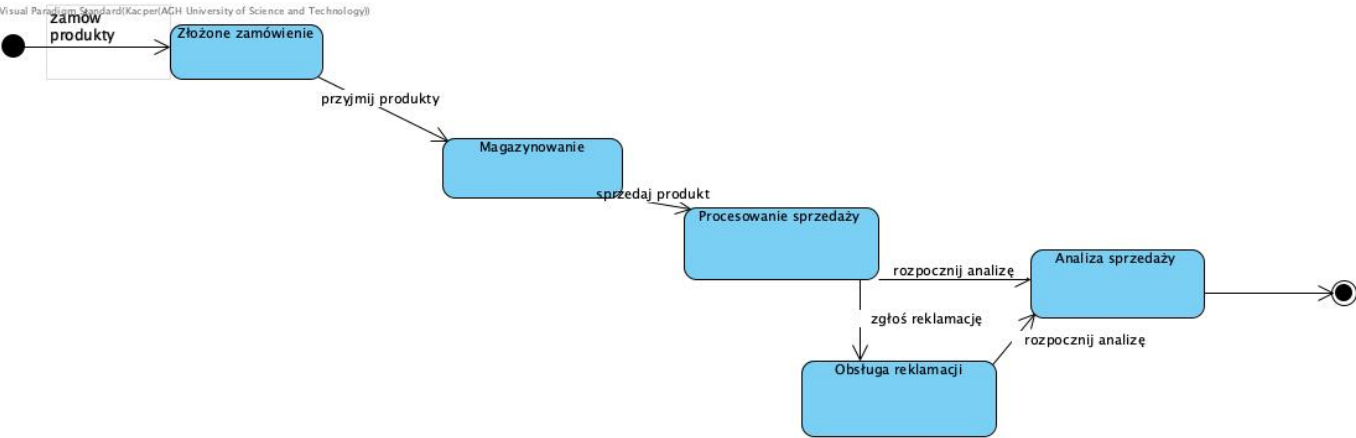 Visual Paradigm Standard(Kacper(AGH University of Science and Technology))
zamów
produkty
Złożone zamówienie
przyjmij produkty
Magazynowanie
sprzedaj produkt
Procesowanie sprzedaży
Analiza sprzedaży
rozpocznij analizę
zgłoś reklamację
rozpocznij analizę
Obsługa reklamacji